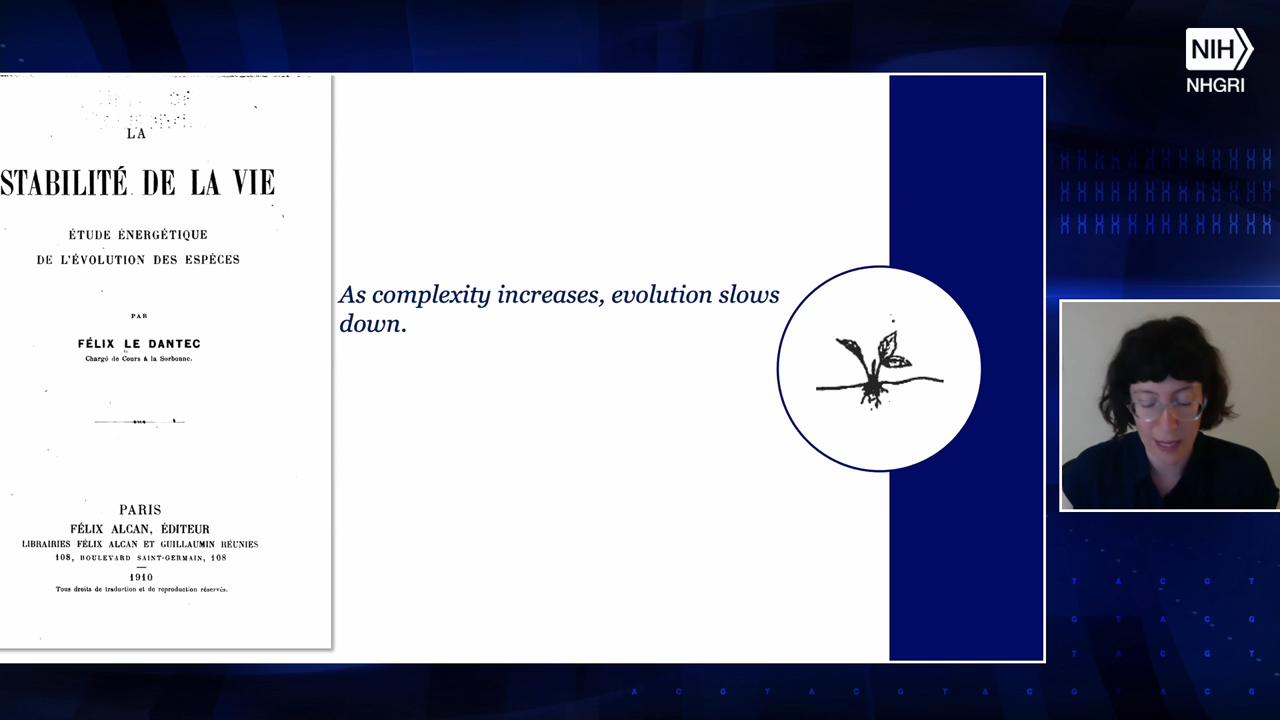 NIH
NHGRI
LA
STABILITÉ DE LA VIE
ÉTUDE ÉNERGÉTIQUE
DE L'ÉVOLUTION DES ESPÈCES
PAR
FÉLIX LE DANTEC
Chargé de Cours à la Sorbonne.
PARIS
FÉLIX ALCAN, ÉDITEUR
LIBRAIRIES FÉLIX ALCAN ET GUILLAUMIN RÉUNIES
108, BOULEVARD SAINT-GERMAIN, 108
1910
Tous droits de traduction et de reproduction réservés.
As complexity increases, evolution slows
down.
T A C G T
G T A C G
T A C G T
A C G T A C G T A C G T A C G